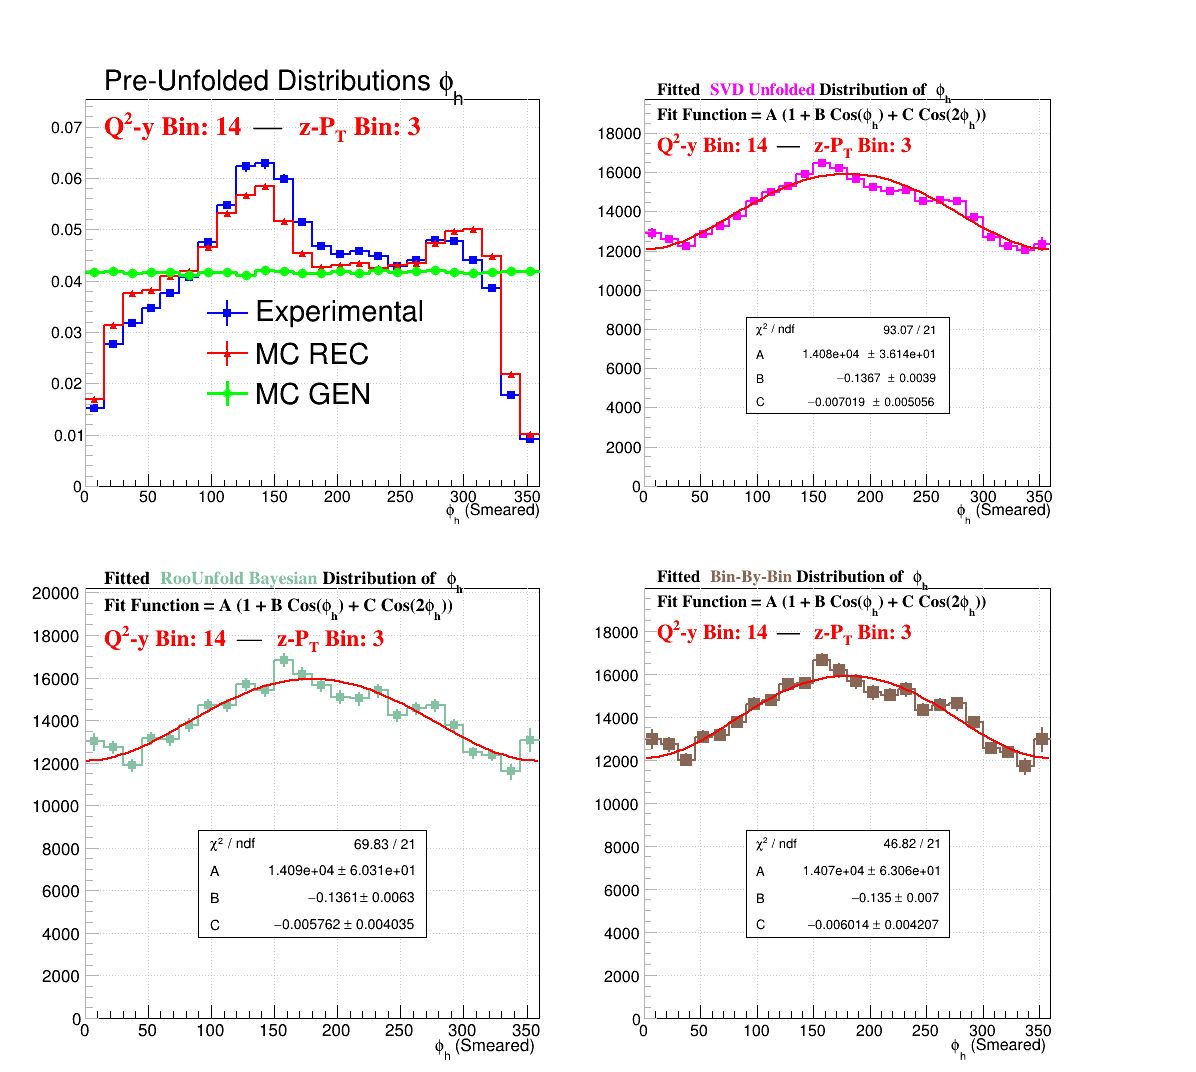 Pre-Unfolded Distributions ϕh
Q²-y Bin: 14 — z-PT Bin: 3
0.07
0.06
0.05
0.04
0.03
0.02
0.01
0
Experimental
MC REC
MC GEN
0 50 100 150 200 250 300 350
ϕh (Smeared)
Fitted SVD Unfolded Distribution of ϕh
Fit Function = A (1 + B Cos(ϕh) + C Cos(2ϕh))
Q²-y Bin: 14 — z-PT Bin: 3
18000
16000
14000
12000
10000
8000
6000
4000
2000
0
χ² / ndf 93.07 / 21
A 1.408e+04 ± 3.614e+01
B −0.1367 ± 0.0039
C −0.007019 ± 0.005056
0 50 100 150 200 250 300 350
ϕh (Smeared)
Fitted RooUnfold Bayesian Distribution of ϕh
Fit Function = A (1 + B Cos(ϕh) + C Cos(2ϕh))
Q²-y Bin: 14 — z-PT Bin: 3
20000
18000
16000
14000
12000
10000
8000
6000
4000
2000
0
χ² / ndf 69.83 / 21
A 1.409e+04 ± 6.031e+01
B −0.1361 ± 0.0063
C −0.005762 ± 0.004035
0 50 100 150 200 250 300 350
ϕh (Smeared)
Fitted Bin-By-Bin Distribution of ϕh
Fit Function = A (1 + B Cos(ϕh) + C Cos(2ϕh))
Q²-y Bin: 14 — z-PT Bin: 3
18000
16000
14000
12000
10000
8000
6000
4000
2000
0
χ² / ndf 46.82 / 21
A 1.407e+04 ± 6.306e+01
B −0.135 ± 0.007
C −0.006014 ± 0.004207
0 50 100 150 200 250 300 350
ϕh (Smeared)